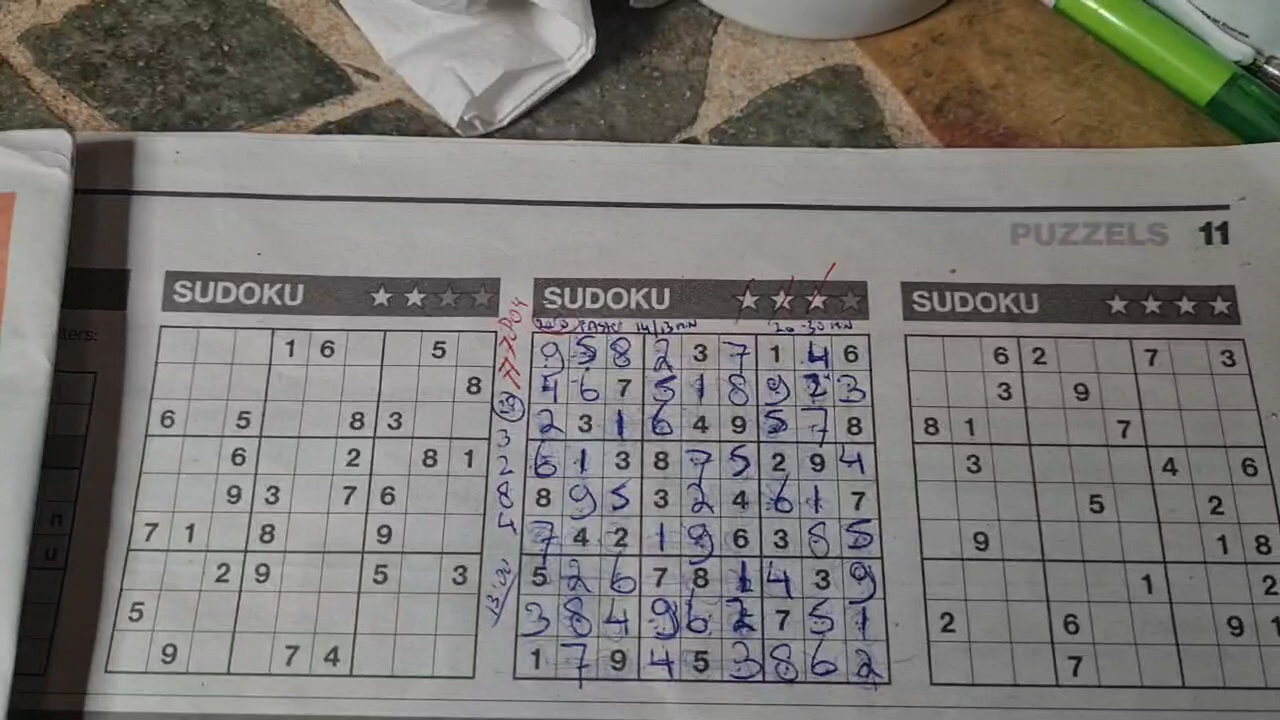 PUZZELS 11
SUDOKU
1 6 5
8
6 5 8 3
6 2 8 1
9 3 7 6
7 1 8 9
2 9 5 3
5
9 7 4
SUDOKU
9 5 8 2 3 7 1 4 6
4 6 7 5 1 8 9 2 3
2 3 1 6 4 9 5 7 8
6 1 3 8 7 5 2 9 4
8 9 5 3 2 4 6 1 7
7 4 2 1 9 6 3 8 5
5 2 6 7 8 1 4 3 9
3 8 4 9 6 2 7 5 1
1 7 9 4 5 3 8 6 2
SUDOKU
6 2 7 3
3 9
8 1 7
3 4 6
5 2
9 1 8
1 2
2 6 9 1
7